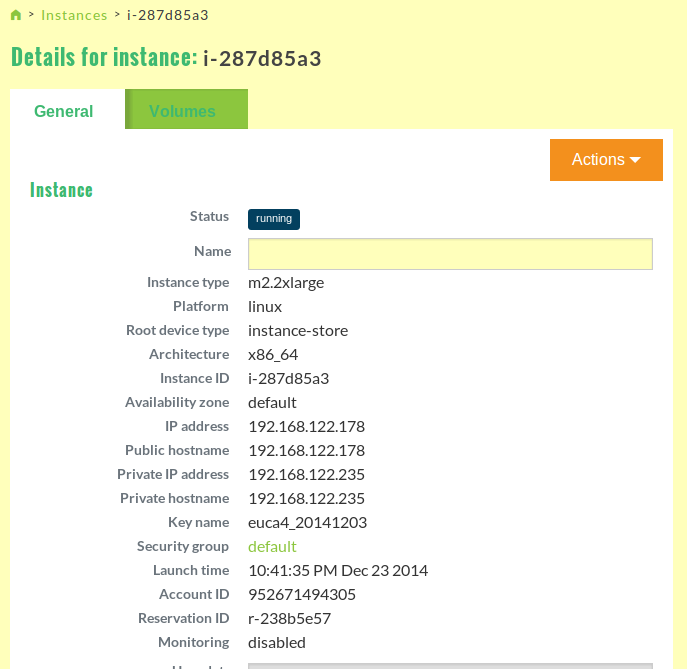 > Instances > i-287d85a3
Details for instance: i-287d85a3
General Volumes
Actions
Instance
Status running
Name
Instance type m2.2xlarge
Platform linux
Root device type instance-store
Architecture x86_64
Instance ID i-287d85a3
Availability zone default
IP address 192.168.122.178
Public hostname 192.168.122.178
Private IP address 192.168.122.235
Private hostname 192.168.122.235
Key name euca4_20141203
Security group default
Launch time 10:41:35 PM Dec 23 2014
Account ID 952671494305
Reservation ID r-238b5e57
Monitoring disabled